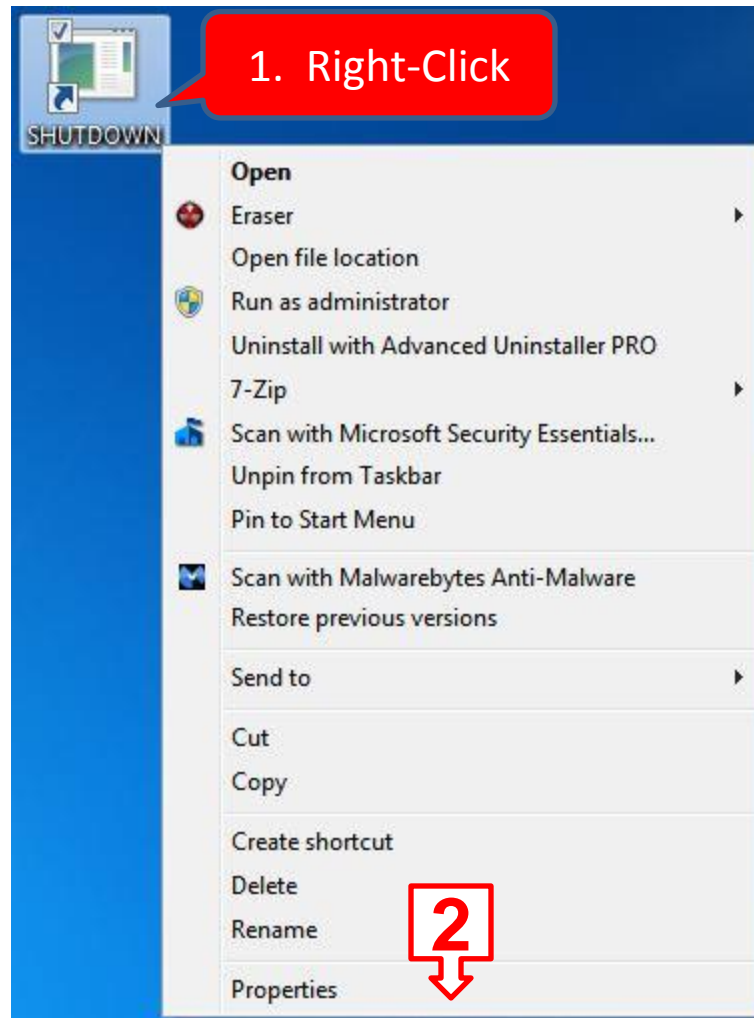 1. Right-Click
SHUTDOWN
Open
Eraser
Open file location
Run as administrator
Uninstall with Advanced Uninstaller PRO
7-Zip
Scan with Microsoft Security Essentials...
Unpin from Taskbar
Pin to Start Menu
Scan with Malwarebytes Anti-Malware
Restore previous versions
Send to
Cut
Copy
Create shortcut
Delete
Rename
2
Properties